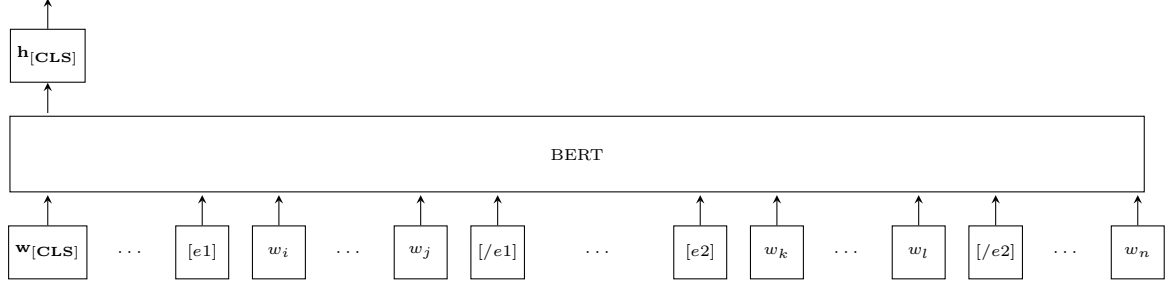 h[CLS]
BERT
w[CLS] ... [e1] w_i ... w_j [/e1] ... [e2] w_k ... w_l [/e2] ... w_n